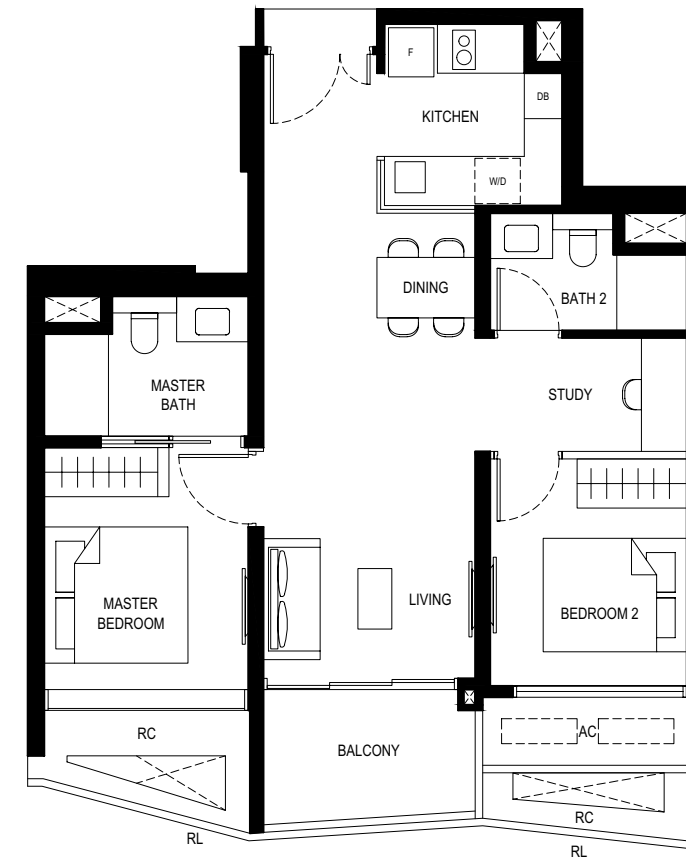 F
KITCHEN
DB
W/D
DINING
BATH 2
MASTER
BATH
STUDY
LIVING
MASTER
BEDROOM
BEDROOM 2
RC
AC
BALCONY
RC
RL
RL